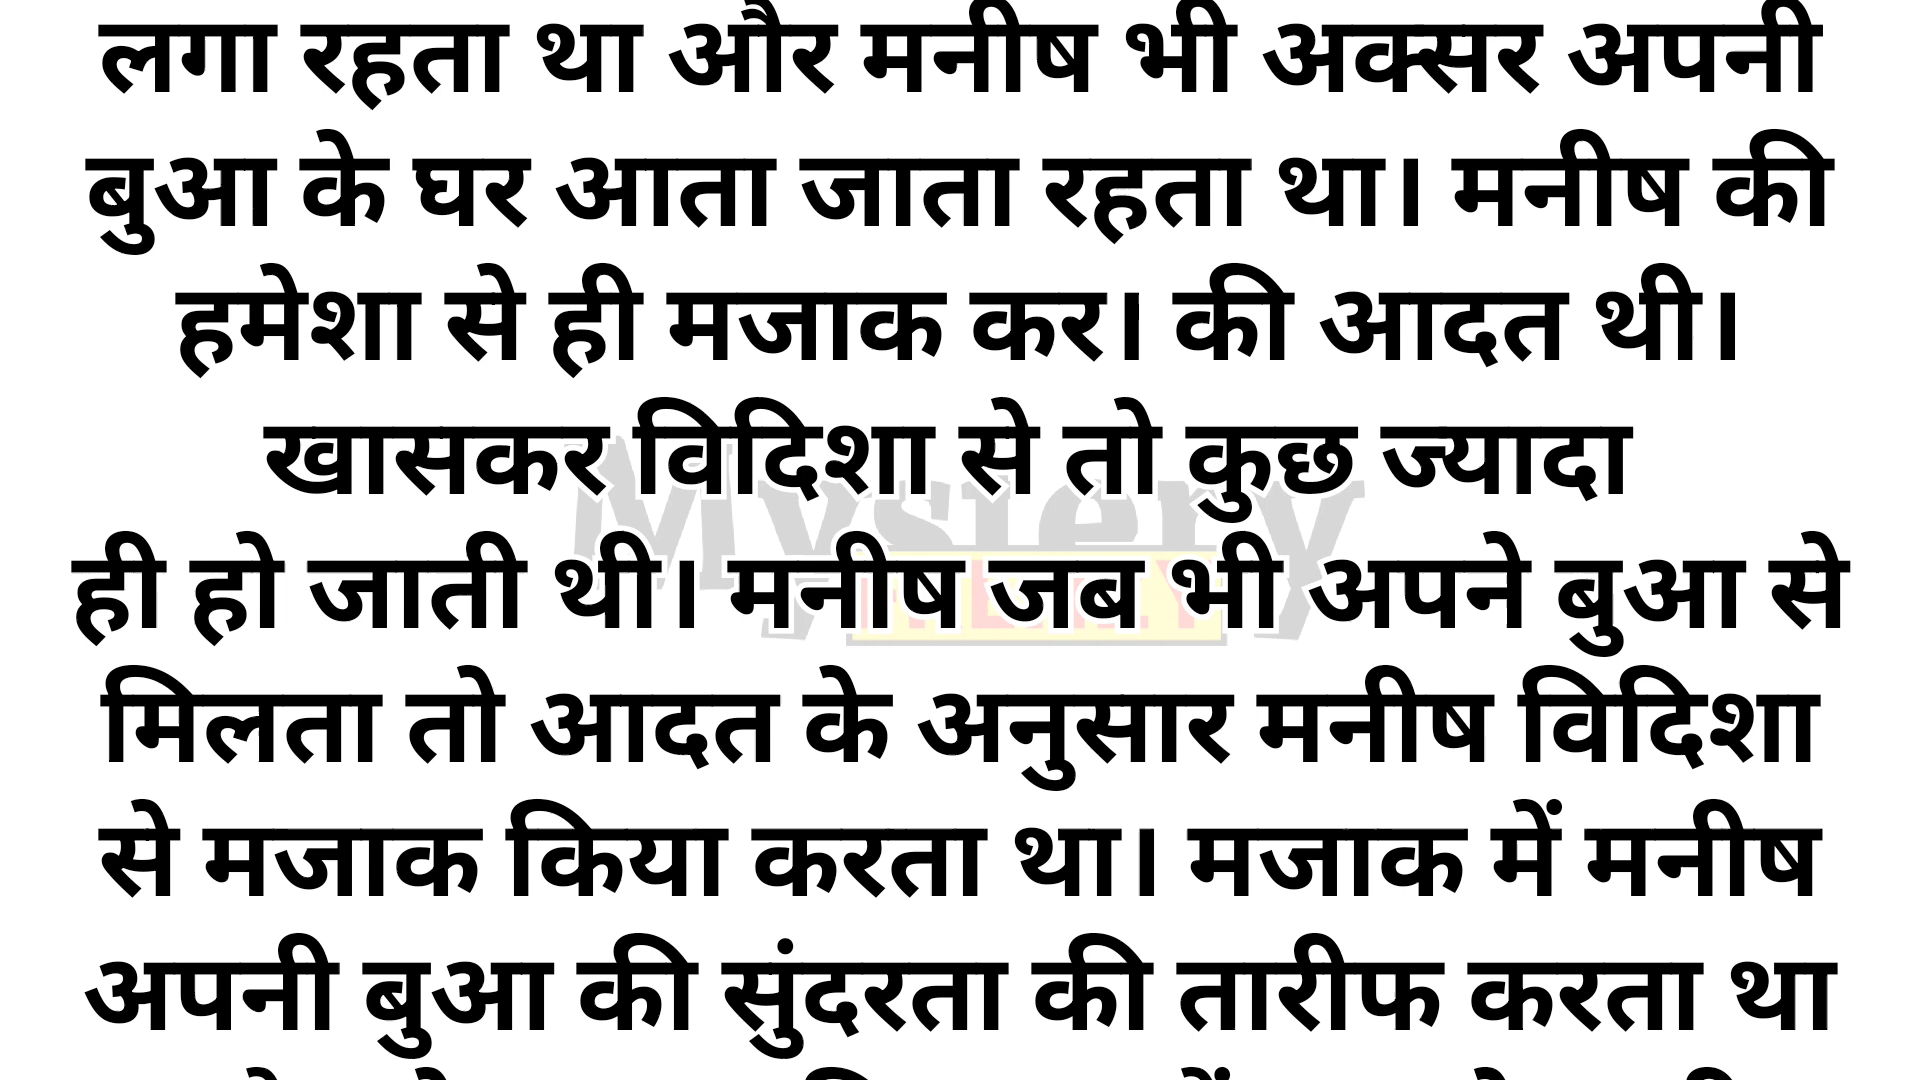 लगा रहता था और मनीष भी अक्सर अपनी
बुआ के घर आता जाता रहता था। मनीष की
हमेशा से ही मजाक कर। की आदत थी।
खासकर विदिशा से तो कुछ ज्यादा
ही हो जाती थी। मनीष जब भी अपने बुआ से
मिलता तो आदत के अनुसार मनीष विदिशा
से मजाक किया करता था। मजाक में मनीष
अपनी बुआ की सुंदरता की तारीफ करता था
Mystery